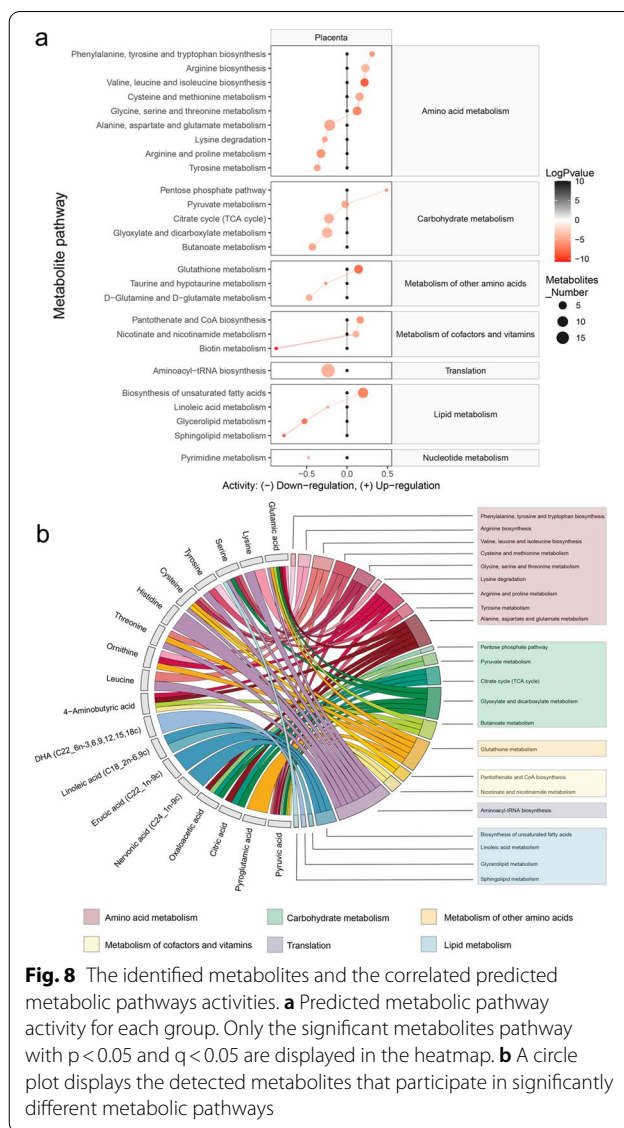 a
Placenta
Phenylalanine, tyrosine and tryptophan biosynthesis
Arginine biosynthesis
Valine, leucine and isoleucine biosynthesis
Cysteine and methionine metabolism
Glycine, serine and threonine metabolism
Alanine, aspartate and glutamate metabolism
Lysine degradation
Arginine and proline metabolism
Tyrosine metabolism
Amino acid metabolism
Pentose phosphate pathway
Pyruvate metabolism
Citrate cycle (TCA cycle)
Glyoxylate and dicarboxylate metabolism
Butanoate metabolism
Carbohydrate metabolism
Glutathione metabolism
Taurine and hypotaurine metabolism
D-Glutamine and D-glutamate metabolism
Metabolism of other amino acids
Pantothenate and CoA biosynthesis
Nicotinate and nicotinamide metabolism
Biotin metabolism
Metabolism of cofactors and vitamins
Aminoacyl-tRNA biosynthesis
Translation
Biosynthesis of unsaturated fatty acids
Linoleic acid metabolism
Glycerolipid metabolism
Sphingolipid metabolism
Lipid metabolism
Pyrimidine metabolism
Nucleotide metabolism
-0.5 0.0 0.5
Activity: (-) Down-regulation, (+) Up-regulation
Metabolite pathway
LogPvalue
10
5
0
-5
-10
Metabolites
_Number
5
10
15
b
Glutamic acid
Lysine
Serine
Tyrosine
Cysteine
Histidine
Threonine
Ornithine
Leucine
4-Aminobutyric acid
DHA (C22_6n-3,6,9,12,15,18c)
Linoleic acid (C18_2n-6,9c)
Erucic acid (C22_1n-9c)
Nervonic acid (C24_1n-9c)
Oxaloacetic acid
Citric acid
Pyroglutamic acid
Pyruvic acid
Phenylalanine, tyrosine and tryptophan biosynthesis
Arginine biosynthesis
Valine, leucine and isoleucine biosynthesis
Cysteine and methionine metabolism
Glycine, serine and threonine metabolism
Lysine degradation
Arginine and proline metabolism
Tyrosine metabolism
Alanine, aspartate and glutamate metabolism
Pentose phosphate pathway
Pyruvate metabolism
Citrate cycle (TCA cycle)
Glyoxylate and dicarboxylate metabolism
Butanoate metabolism
Glutathione metabolism
Pantothenate and CoA biosynthesis
Nicotinate and nicotinamide metabolism
Aminoacyl-tRNA biosynthesis
Biosynthesis of unsaturated fatty acids
Linoleic acid metabolism
Glycerolipid metabolism
Sphingolipid metabolism
Amino acid metabolism
Carbohydrate metabolism
Metabolism of other amino acids
Metabolism of cofactors and vitamins
Translation
Lipid metabolism
Fig. 8 The identified metabolites and the correlated predicted
metabolic pathways activities. a Predicted metabolic pathway
activity for each group. Only the significant metabolites pathway
with p < 0.05 and q < 0.05 are displayed in the heatmap. b A circle
plot displays the detected metabolites that participate in significantly
different metabolic pathways